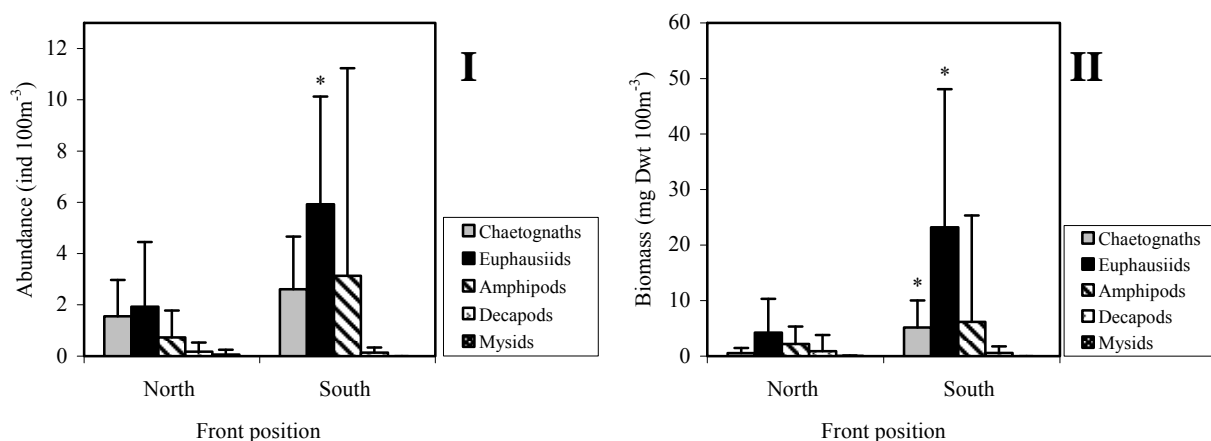 I
Abundance (ind 100m⁻³)
12
10
8
6
4
2
0
*
North
South
Front position
Chaetognaths
Euphausiids
Amphipods
Decapods
Mysids
II
Biomass (mg Dwt 100m⁻³)
60
50
40
30
20
10
0
*
*
North
South
Front position
Chaetognaths
Euphausiids
Amphipods
Decapods
Mysids